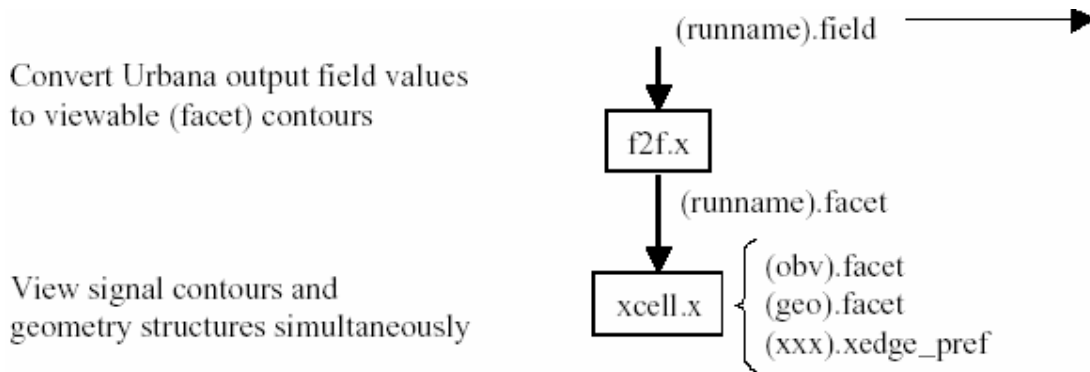 (runname).field
Convert Urbana output field values
to viewable (facet) contours
f2f.x
(runname).facet
View signal contours and
geometry structures simultaneously
xcell.x
(obv).facet
(geo).facet
(xxx).xedge_pref